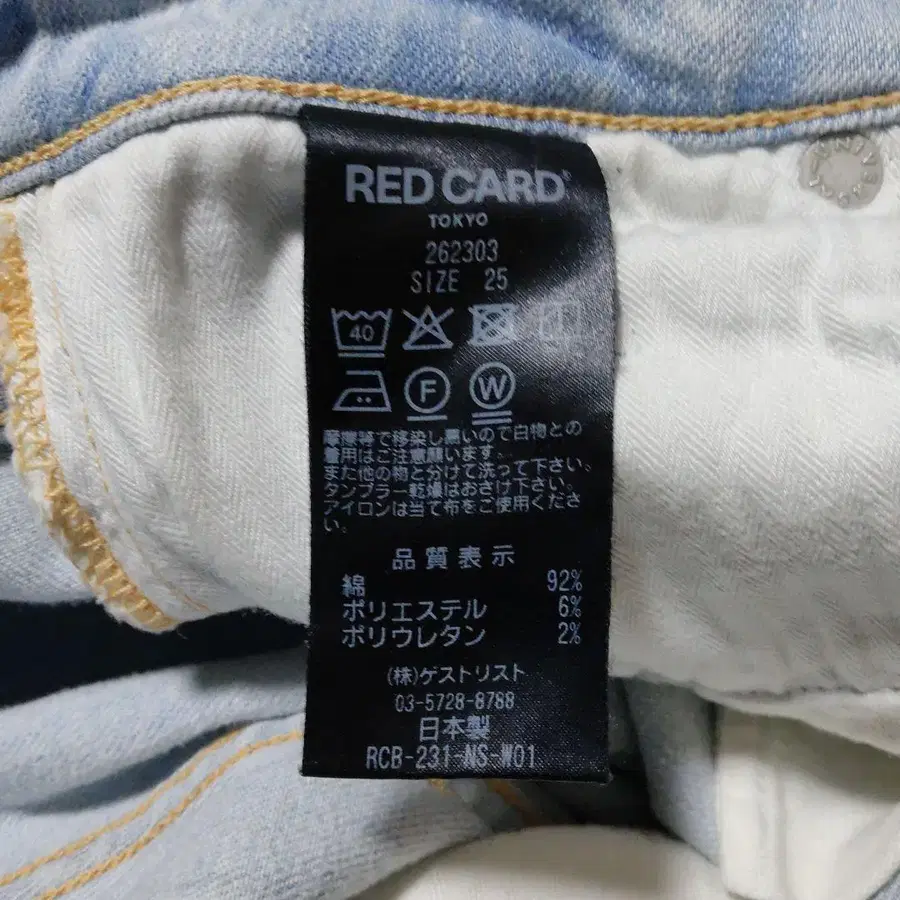 RED CARD
TOKYO
262303
SIZE 25
40
F
W
摩擦等で移染し易いので白物との
着用はご注意願います。
また他の物と分けて洗って下さい。
タンブラー乾燥はおさけ下さい。
アイロンは当て布をご使用くださ
い。
品質表示
綿 92%
ポリエステル 6%
ポリウレタン 2%
(株)ゲストリスト
03-5728-8788
日本製
RCB-231-NS-W01